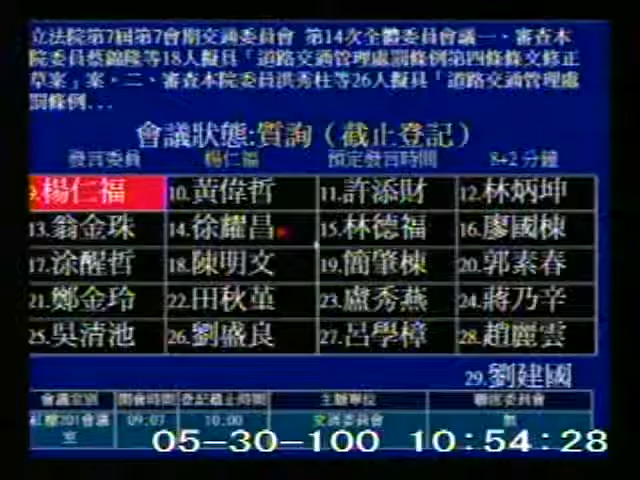 立法院第7屆第7會期交通委員會 第14次全體委員會議一、審查本
院委員蔡錦隆等18人擬具「道路交通管理處罰條例第四條條文修正
草案」案。二、審查本院委員洪秀柱等26人擬具「道路交通管理處
罰條例...
會議狀態:質詢（截止登記）
發言委員 楊仁福 預定發言時間 8+2 分鐘
9.楊仁福 10.黃偉哲 11.許添財 12.林炳坤
13.翁金珠 14.徐耀昌 15.林德福 16.廖國棟
17.涂醒哲 18.陳明文 19.簡肇棟 20.郭素春
21.鄭金玲 22.田秋堇 23.盧秀燕 24.蔣乃辛
25.吳清池 26.劉盛良 27.呂學樟 28.趙麗雲
29.劉建國
會議室別 開會時間 登記截止時間 主辦單位 聯席委員會
紅樓201會議室 09:07 10:00 交通委員會 無
05-30-100 10:54:28